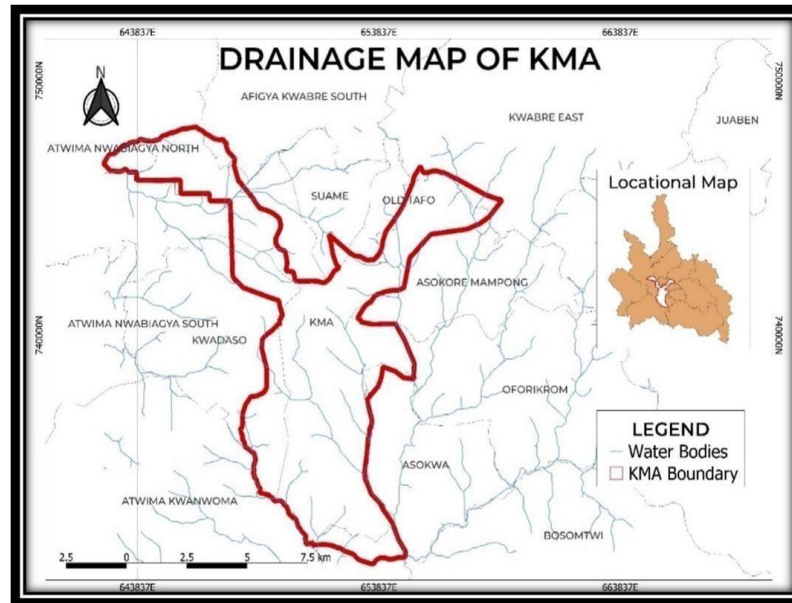 643837E 653837E 663837E
DRAINAGE MAP OF KMA
750000N
750000N
N
AFIGYA KWABRE SOUTH
KWABRE EAST
JUABEN
ATWIMA NWABIAGYA NORTH
SUAME
OLD TAFO
Locational Map
ASOKORE MAMPONG
740000N
740000N
ATWIMA NWABIAGYA SOUTH
KMA
KWADASO
OFORIKROM
LEGEND
Water Bodies
KMA Boundary
ASOKWA
ATWIMA KWANWOMA
BOSOMTWI
2.5 0 2.5 5 7.5 km
643837E 653837E 663837E